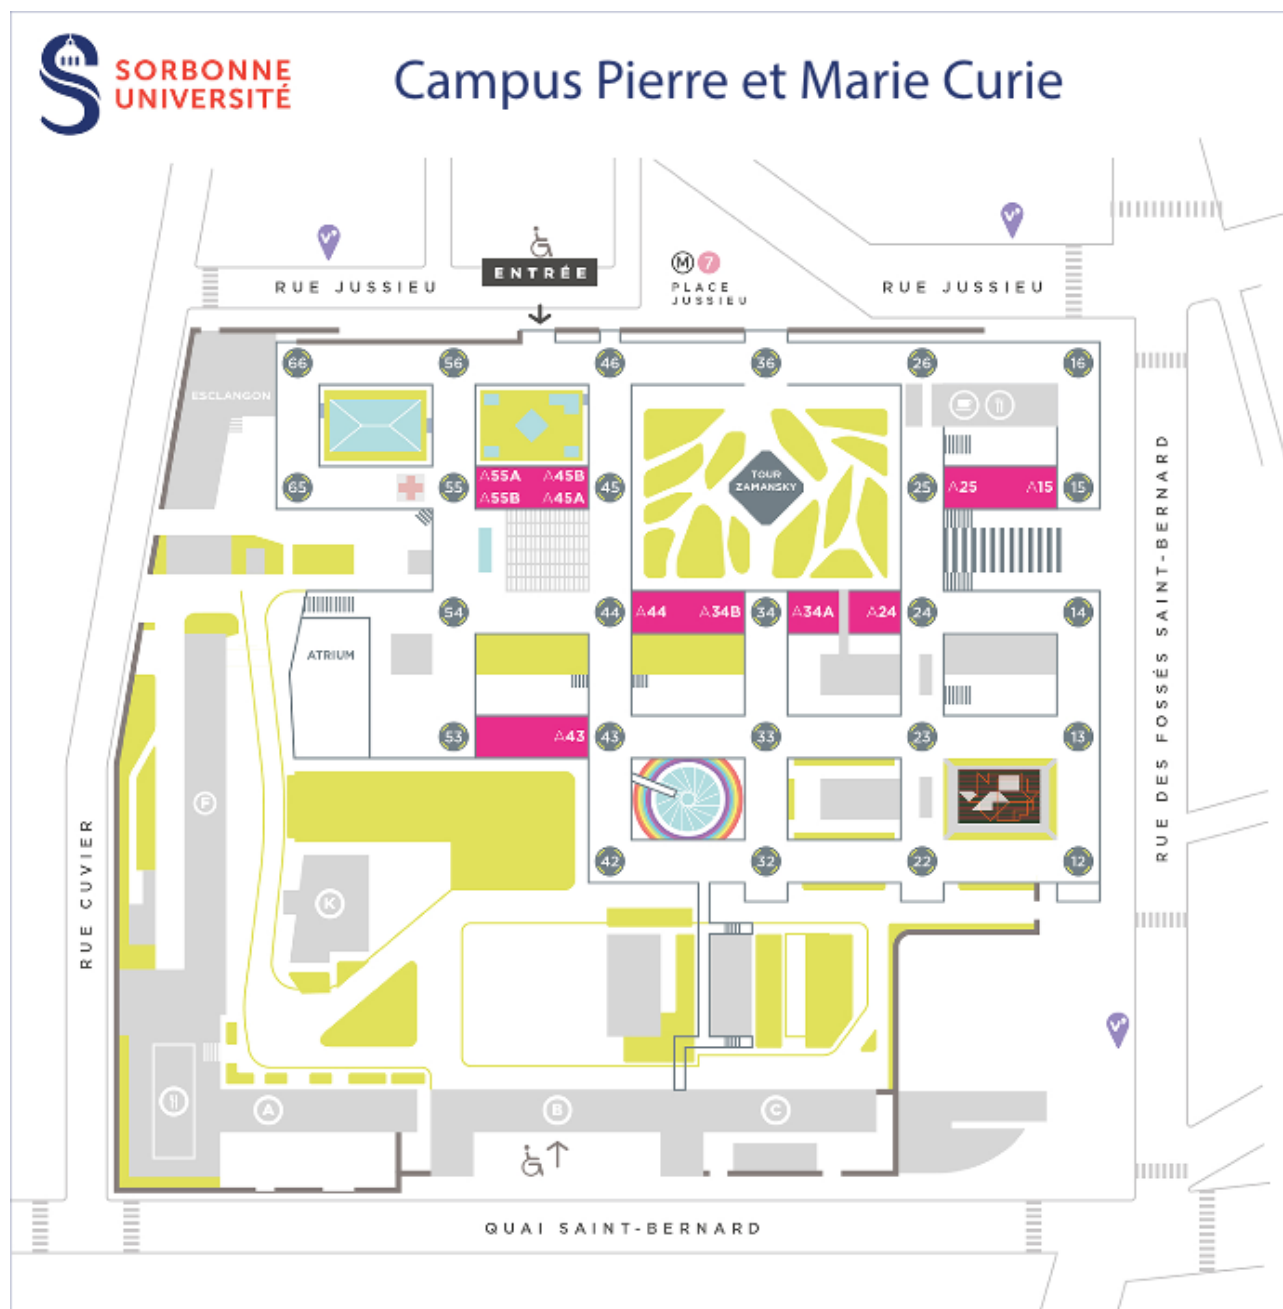 SORBONNE
UNIVERSITÉ
Campus Pierre et Marie Curie
V'
V'
ENTRÉE
M 7
PLACE
JUSSIEU
RUE JUSSIEU
RUE JUSSIEU
66
56
46
36
26
16
ESCLANGON
TOUR
ZAMANSKY
65
55
A55A
A45B
A55B
A45A
45
25
A25
A15
15
54
44
A44
A34B
34
A34A
A24
24
14
ATRIUM
53
A43
43
33
23
13
F
42
32
22
12
K
RUE CUVIER
RUE DES FOSSÉS SAINT-BERNARD
V'
A
B
C
QUAI SAINT-BERNARD